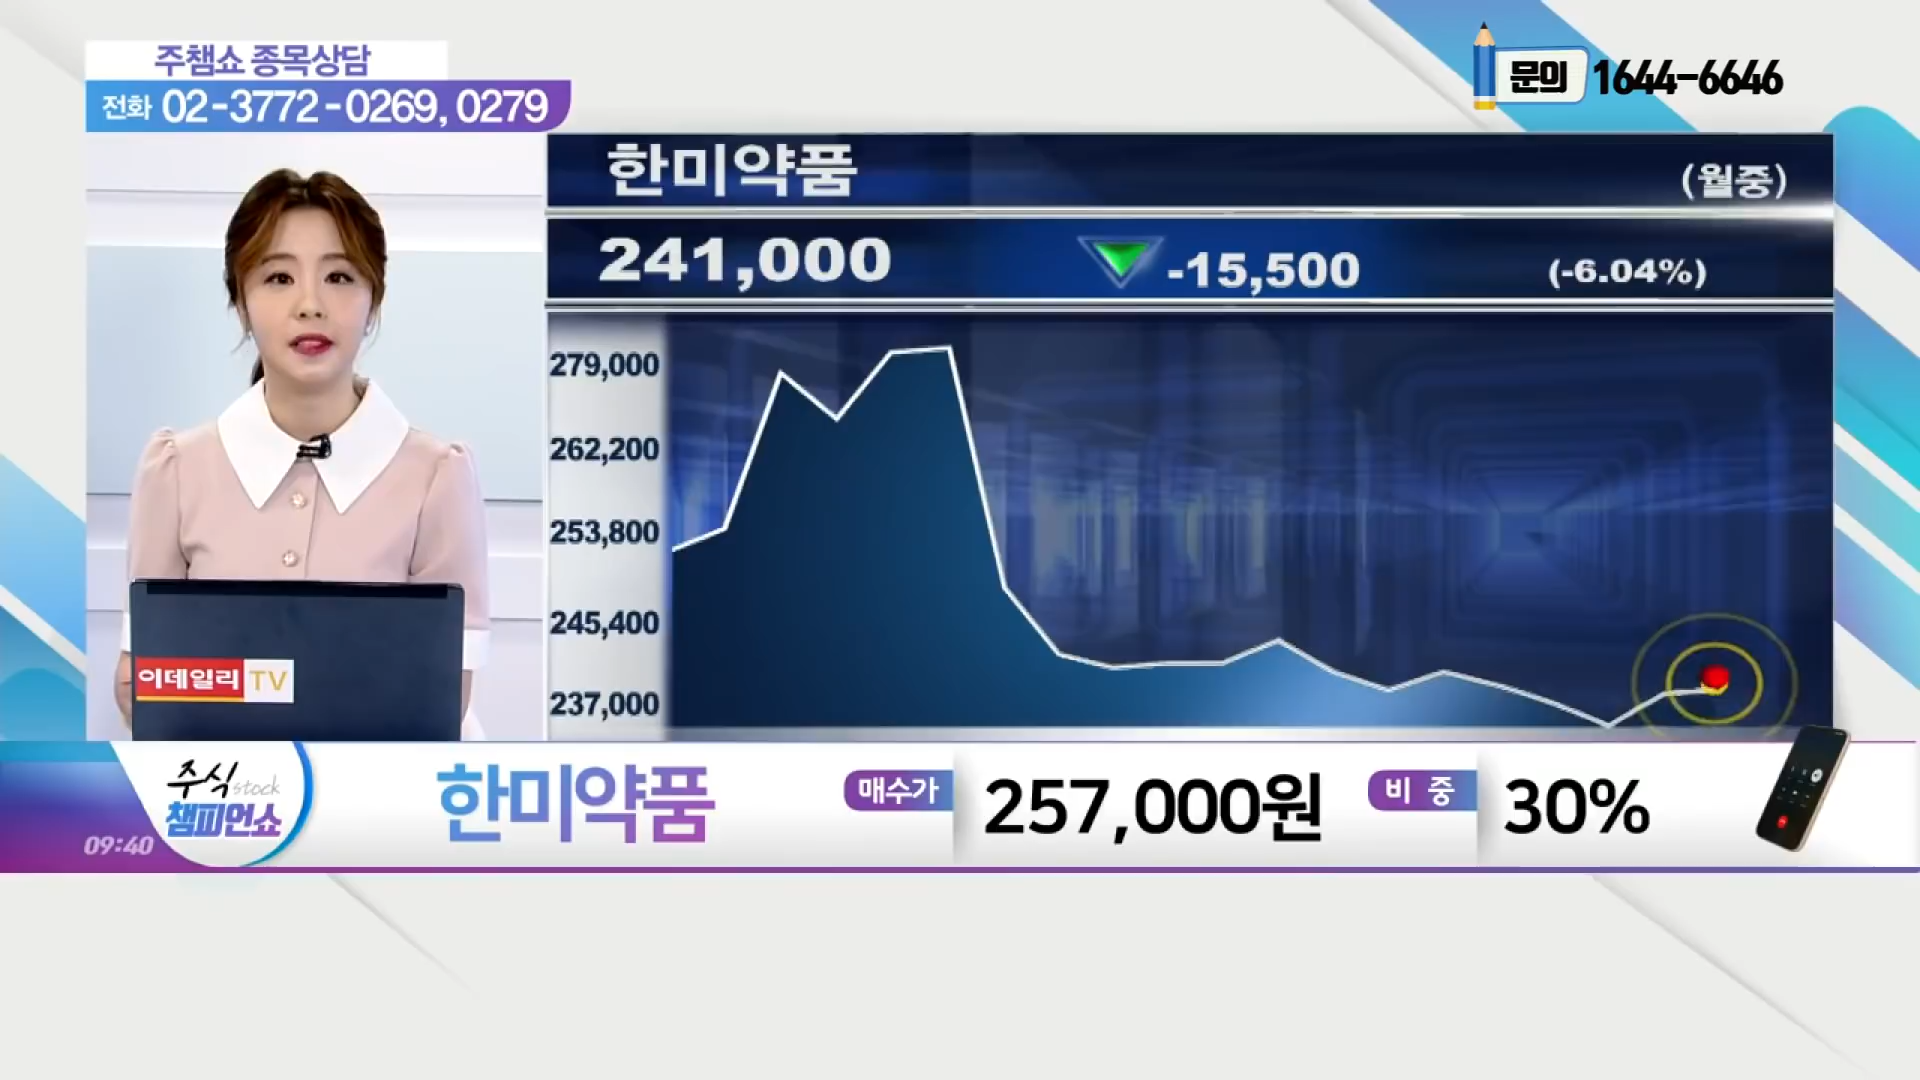 주챔쇼 종목상담
전화 02-3772-0269, 0279
문의 1644-6646
한미약품 (월중)
241,000 -15,500 (-6.04%)
279,000
262,200
253,800
245,400
237,000
이데일리 TV
주식 stock
챔피언쇼
09:40
한미약품 매수가 257,000원 비 중 30%